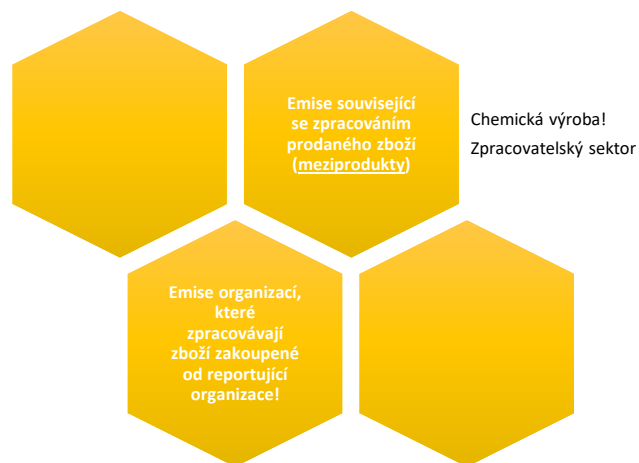 Emise související
se zpracováním
prodaného zboží
(meziprodukty)
Chemická výroba!
Zpracovatelský sektor
Emise organizací,
které
zpracovávají
zboží zakoupené
od reportující
organizace!